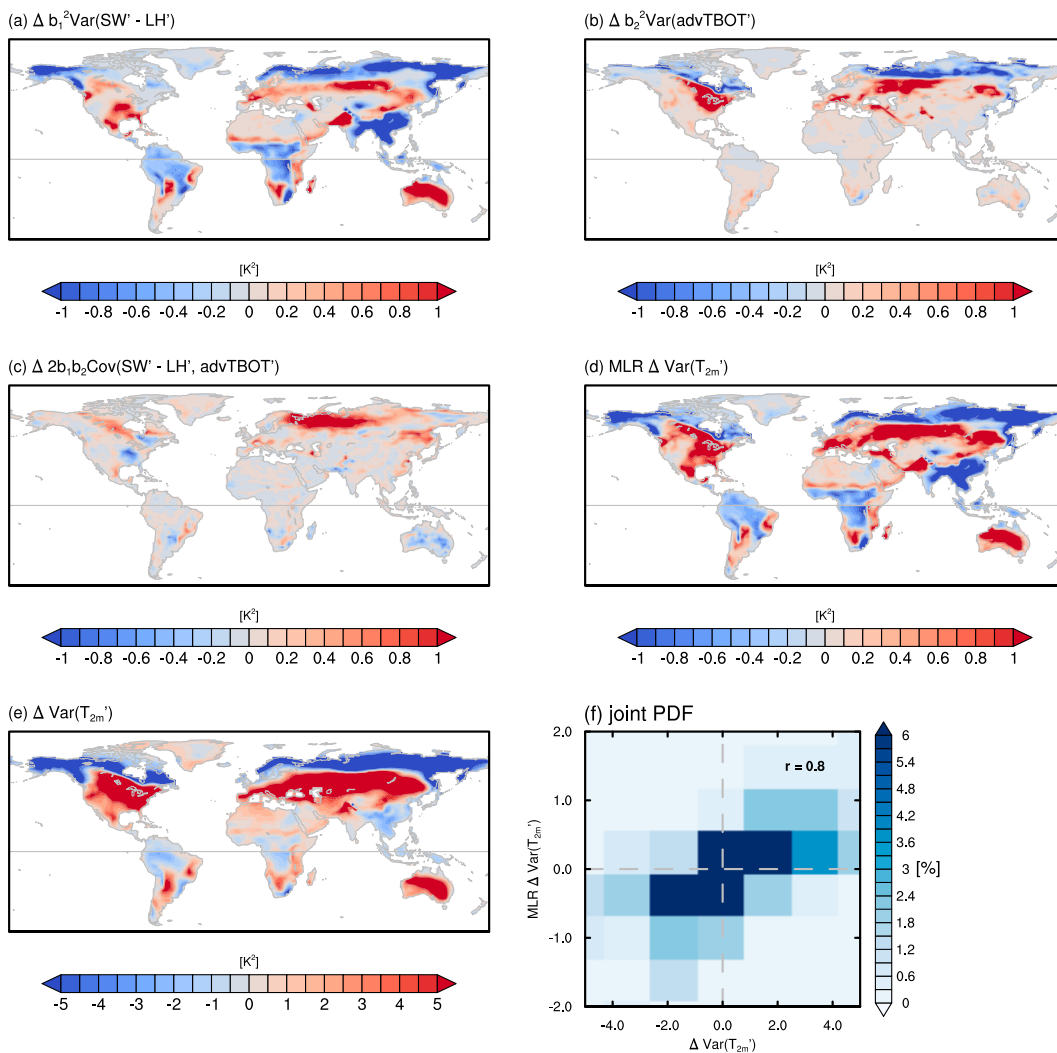 (a) Δ b₁²Var(SW' - LH')
(b) Δ b₂²Var(advTBOT')
[K²]
-1 -0.8 -0.6 -0.4 -0.2 0 0.2 0.4 0.6 0.8 1
[K²]
-1 -0.8 -0.6 -0.4 -0.2 0 0.2 0.4 0.6 0.8 1
(c) Δ 2b₁b₂Cov(SW' - LH', advTBOT')
(d) MLR Δ Var(T₂ₘ')
[K²]
-1 -0.8 -0.6 -0.4 -0.2 0 0.2 0.4 0.6 0.8 1
[K²]
-1 -0.8 -0.6 -0.4 -0.2 0 0.2 0.4 0.6 0.8 1
(e) Δ Var(T₂ₘ')
[K²]
-5 -4 -3 -2 -1 0 1 2 3 4 5
(f) joint PDF
r = 0.8
2.0
1.0
0.0
-1.0
-2.0
MLR Δ Var(T₂ₘ')
-4.0 -2.0 0.0 2.0 4.0
Δ Var(T₂ₘ')
6
5.4
4.8
4.2
3.6
3 [%]
2.4
1.8
1.2
0.6
0